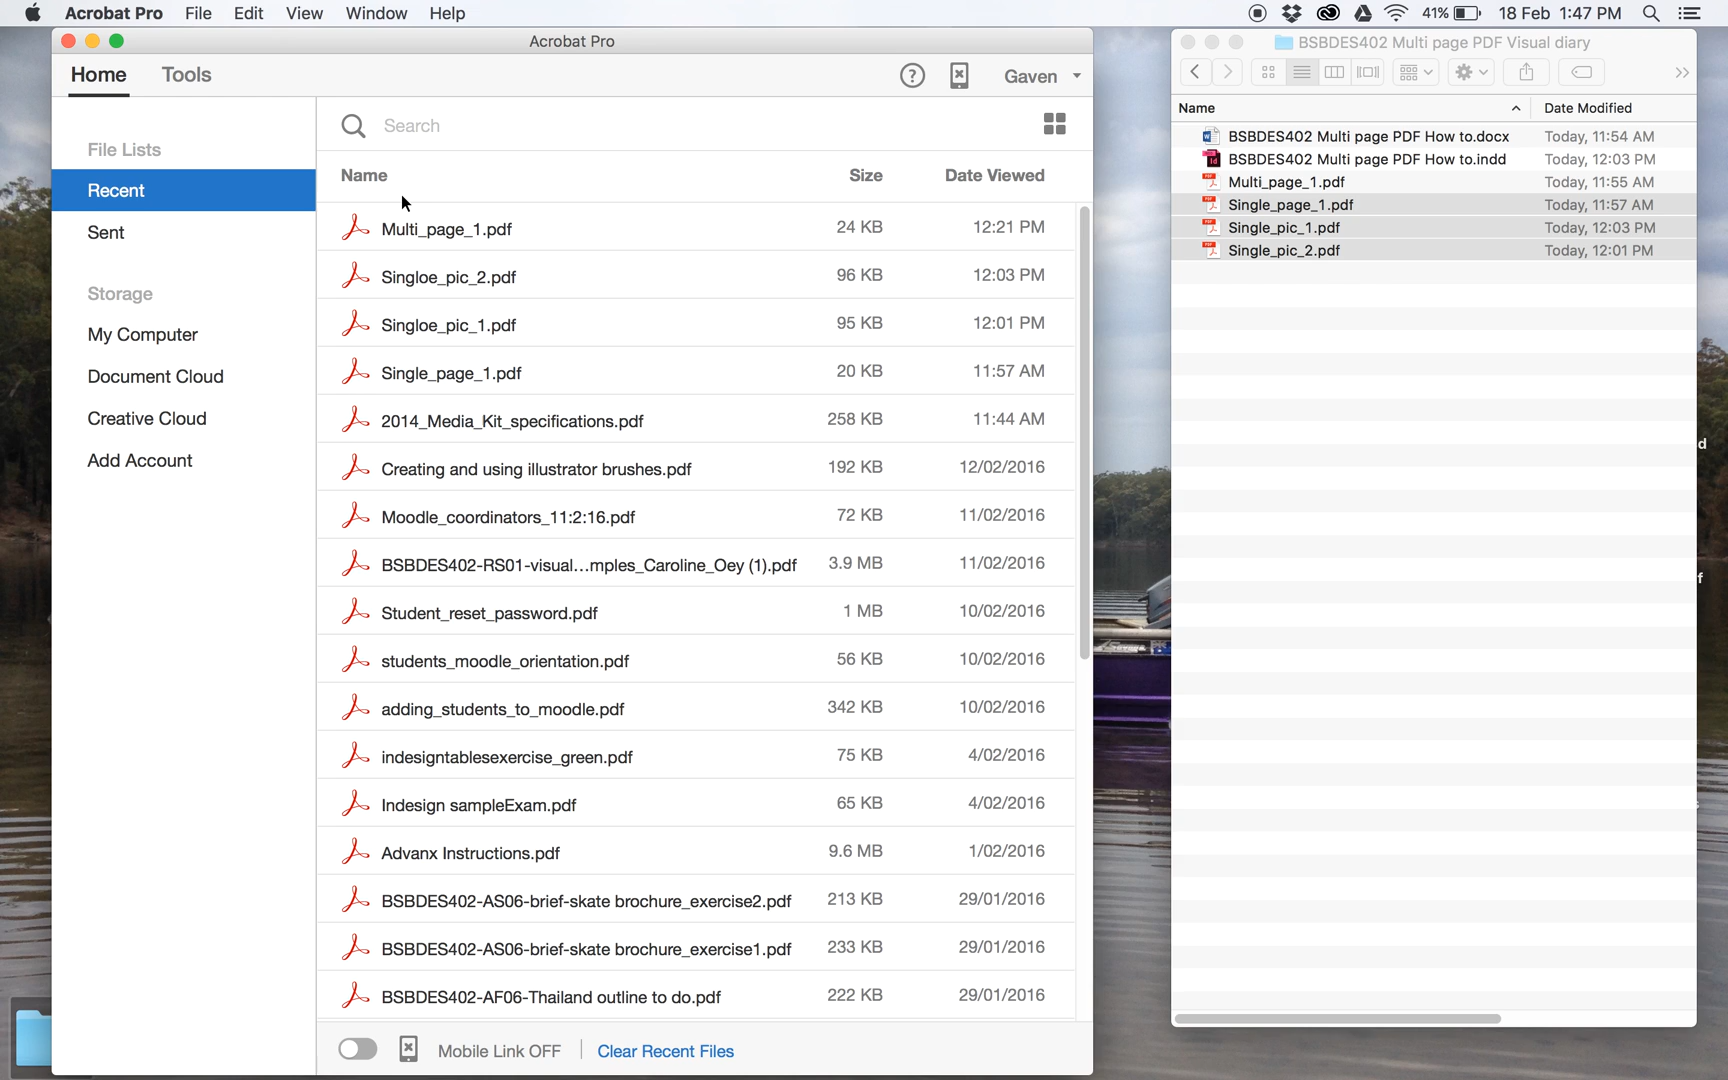 Acrobat Pro File Edit View Window Help 41% 18 Feb 1:47 PM
Acrobat Pro
Home Tools
Gaven
Search
File Lists
Recent
Sent
Storage
My Computer
Document Cloud
Creative Cloud
Add Account
Name Size Date Viewed
Multi_page_1.pdf 24 KB 12:21 PM
Singloe_pic_2.pdf 96 KB 12:03 PM
Singloe_pic_1.pdf 95 KB 12:01 PM
Single_page_1.pdf 20 KB 11:57 AM
2014_Media_Kit_specifications.pdf 258 KB 11:44 AM
Creating and using illustrator brushes.pdf 192 KB 12/02/2016
Moodle_coordinators_11:2:16.pdf 72 KB 11/02/2016
BSBDES402-RS01-visual...mples_Caroline_Oey (1).pdf 3.9 MB 11/02/2016
Student_reset_password.pdf 1 MB 10/02/2016
students_moodle_orientation.pdf 56 KB 10/02/2016
adding_students_to_moodle.pdf 342 KB 10/02/2016
indesigntablesexercise_green.pdf 75 KB 4/02/2016
Indesign sampleExam.pdf 65 KB 4/02/2016
Advanx Instructions.pdf 9.6 MB 1/02/2016
BSBDES402-AS06-brief-skate brochure_exercise2.pdf 213 KB 29/01/2016
BSBDES402-AS06-brief-skate brochure_exercise1.pdf 233 KB 29/01/2016
BSBDES402-AF06-Thailand outline to do.pdf 222 KB 29/01/2016
Mobile Link OFF Clear Recent Files
BSBDES402 Multi page PDF Visual diary
Name Date Modified
BSBDES402 Multi page PDF How to.docx Today, 11:54 AM
BSBDES402 Multi page PDF How to.indd Today, 12:03 PM
Multi_page_1.pdf Today, 11:55 AM
Single_page_1.pdf Today, 11:57 AM
Single_pic_1.pdf Today, 12:03 PM
Single_pic_2.pdf Today, 12:01 PM
d
f